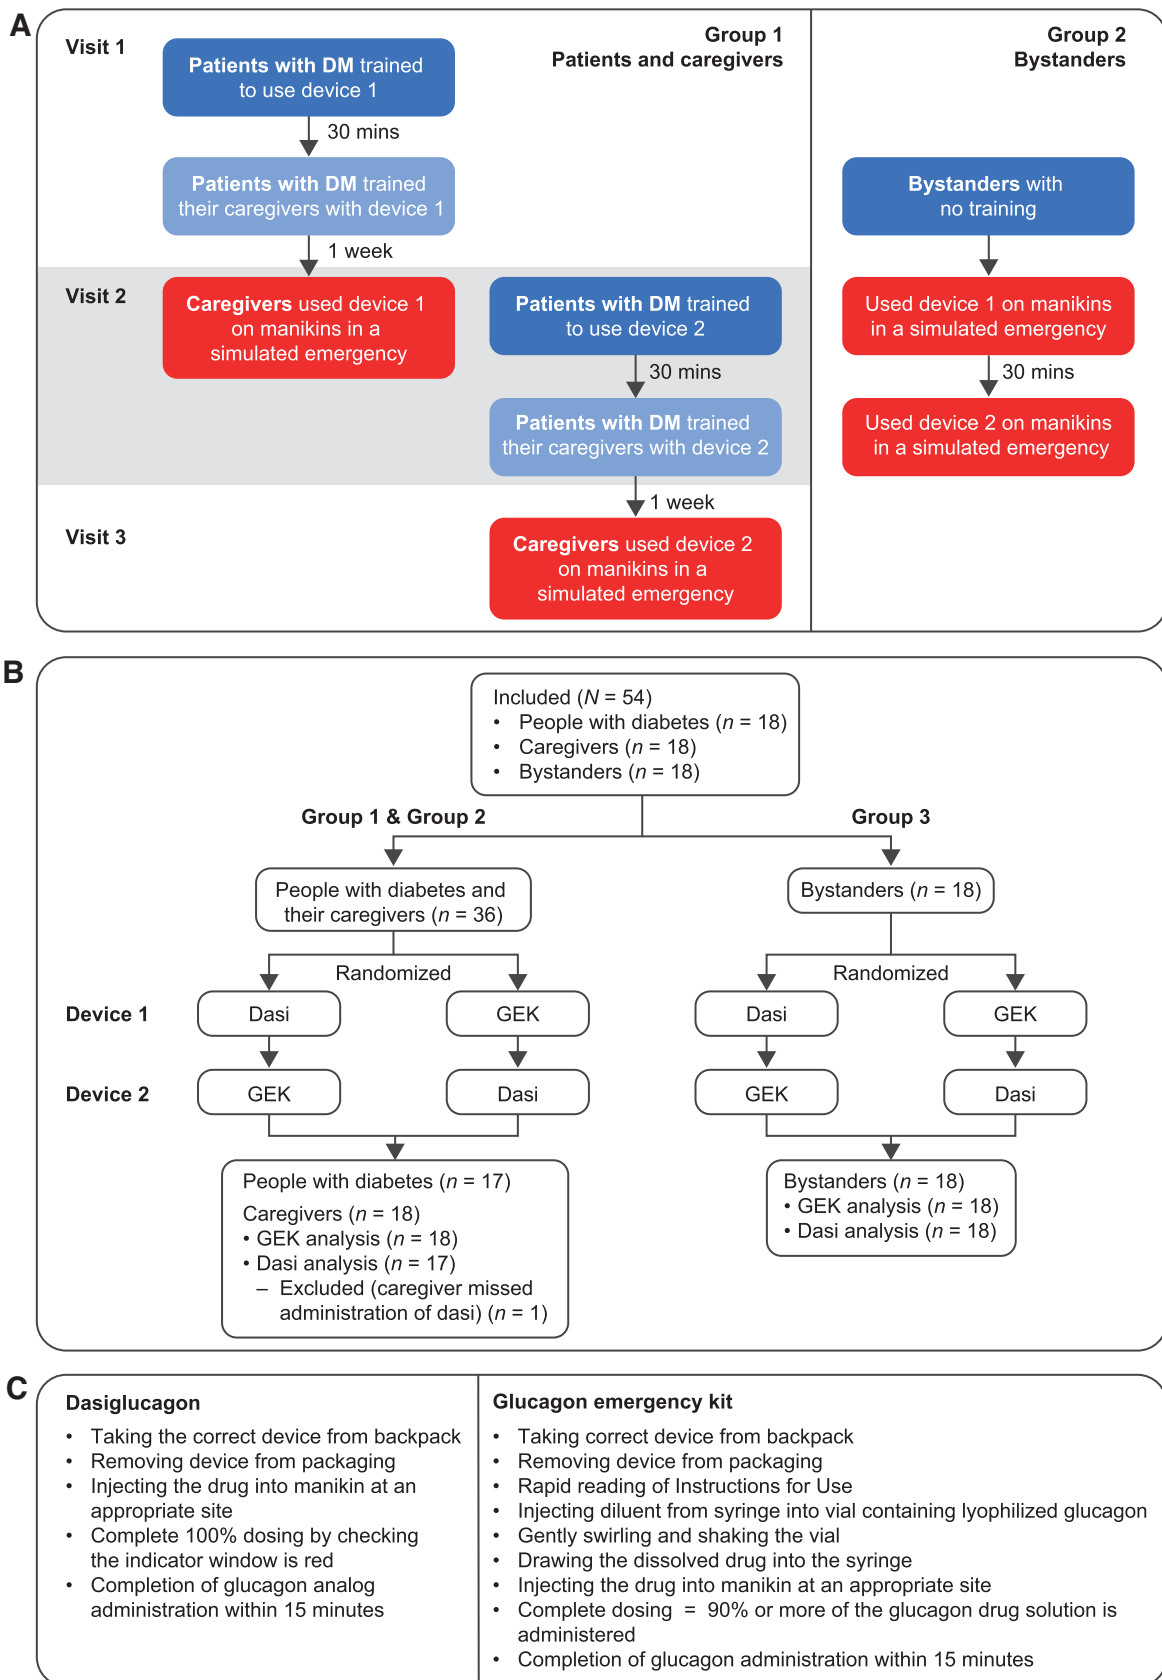 A
Visit 1
Group 1
Patients and caregivers
Group 2
Bystanders
Patients with DM trained
to use device 1
30 mins
Patients with DM trained
their caregivers with device 1
1 week
Bystanders with
no training
Visit 2
Caregivers used device 1
on manikins in a
simulated emergency
Patients with DM trained
to use device 2
30 mins
Patients with DM trained
their caregivers with device 2
1 week
Used device 1 on manikins
in a simulated emergency
30 mins
Used device 2 on manikins
in a simulated emergency
Visit 3
Caregivers used device 2
on manikins in a
simulated emergency
B
Included (N = 54)
• People with diabetes (n = 18)
• Caregivers (n = 18)
• Bystanders (n = 18)
Group 1 & Group 2
Group 3
People with diabetes and
their caregivers (n = 36)
Bystanders (n = 18)
Randomized
Randomized
Device 1
Dasi
GEK
Dasi
GEK
Device 2
GEK
Dasi
GEK
Dasi
People with diabetes (n = 17)
Caregivers (n = 18)
• GEK analysis (n = 18)
• Dasi analysis (n = 17)
– Excluded (caregiver missed
administration of dasi) (n = 1)
Bystanders (n = 18)
• GEK analysis (n = 18)
• Dasi analysis (n = 18)
C
Dasiglucagon
• Taking the correct device from backpack
• Removing device from packaging
• Injecting the drug into manikin at an
appropriate site
• Complete 100% dosing by checking
the indicator window is red
• Completion of glucagon analog
administration within 15 minutes
Glucagon emergency kit
• Taking correct device from backpack
• Removing device from packaging
• Rapid reading of Instructions for Use
• Injecting diluent from syringe into vial containing lyophilized glucagon
• Gently swirling and shaking the vial
• Drawing the dissolved drug into the syringe
• Injecting the drug into manikin at an appropriate site
• Complete dosing = 90% or more of the glucagon drug solution is
administered
• Completion of glucagon administration within 15 minutes